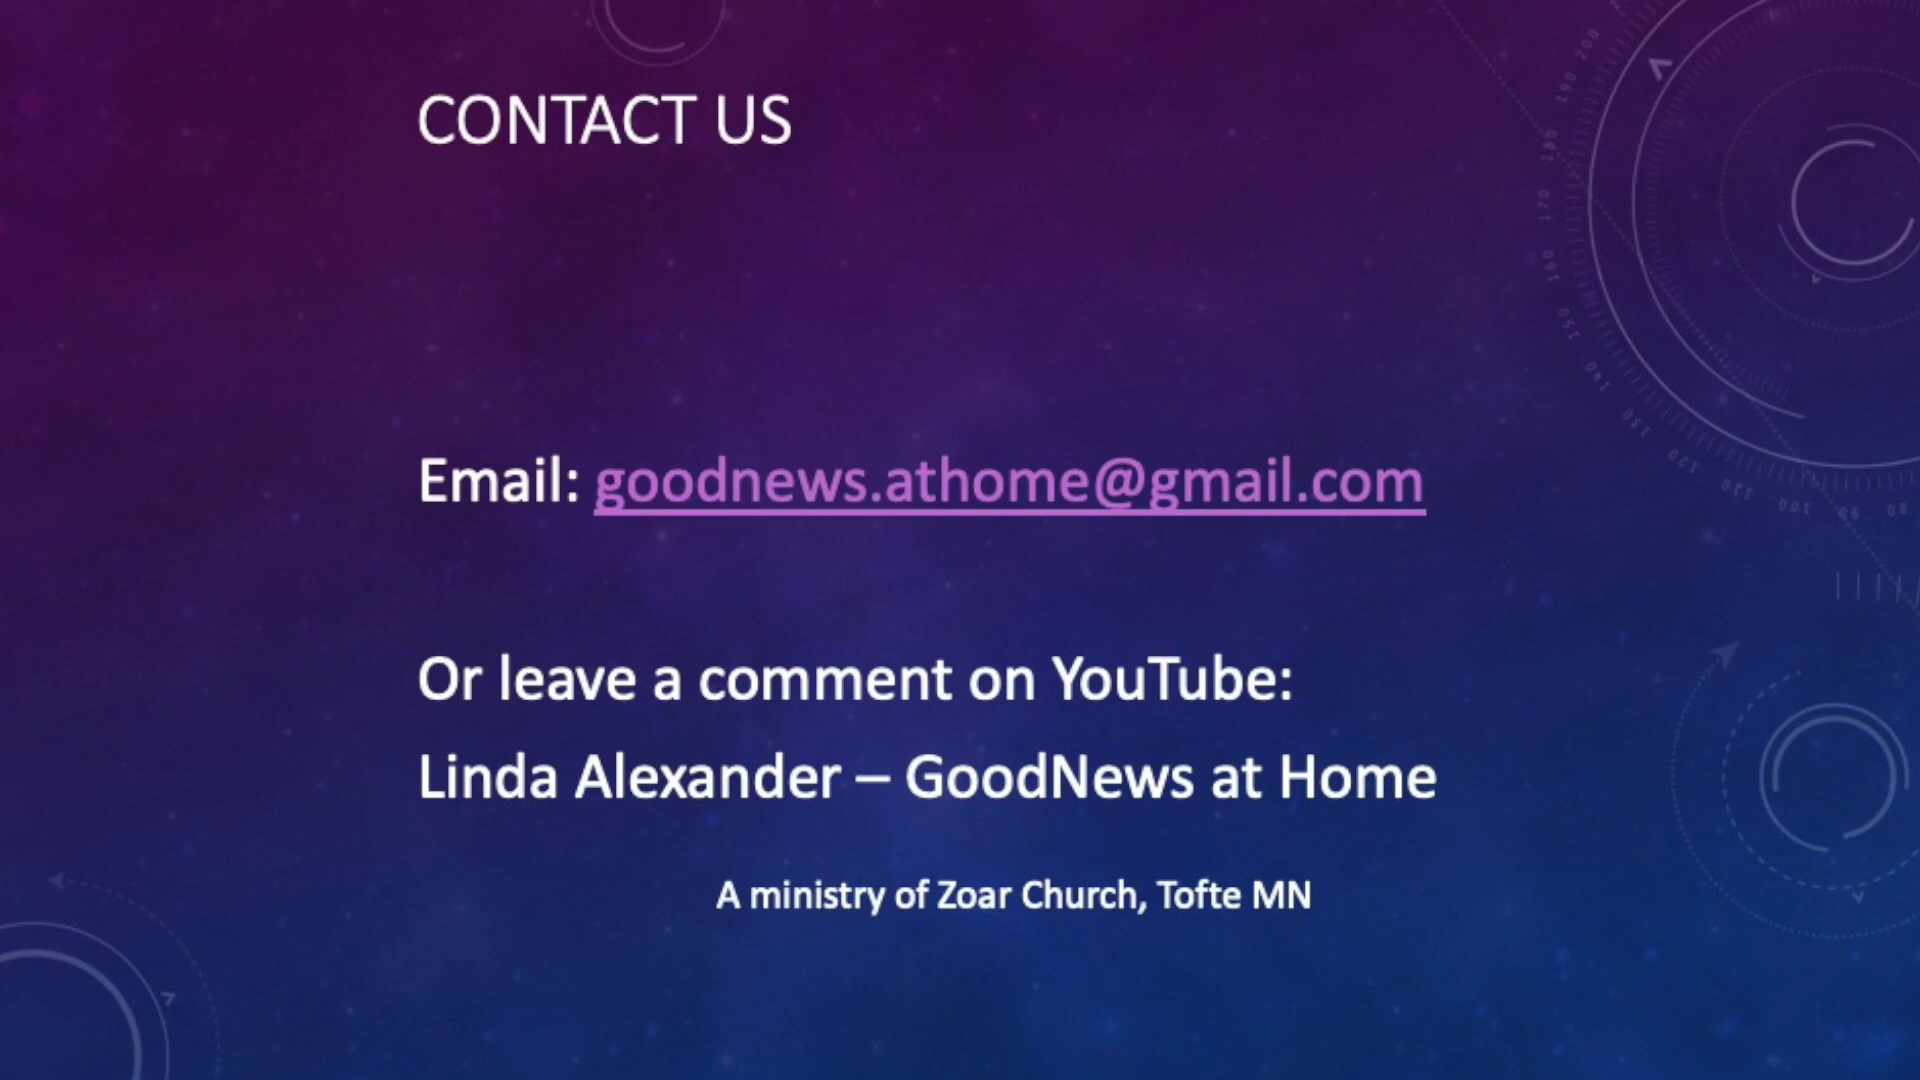 CONTACT US
Email: goodnews.athome@gmail.com
Or leave a comment on YouTube:
Linda Alexander – GoodNews at Home
A ministry of Zoar Church, Tofte MN